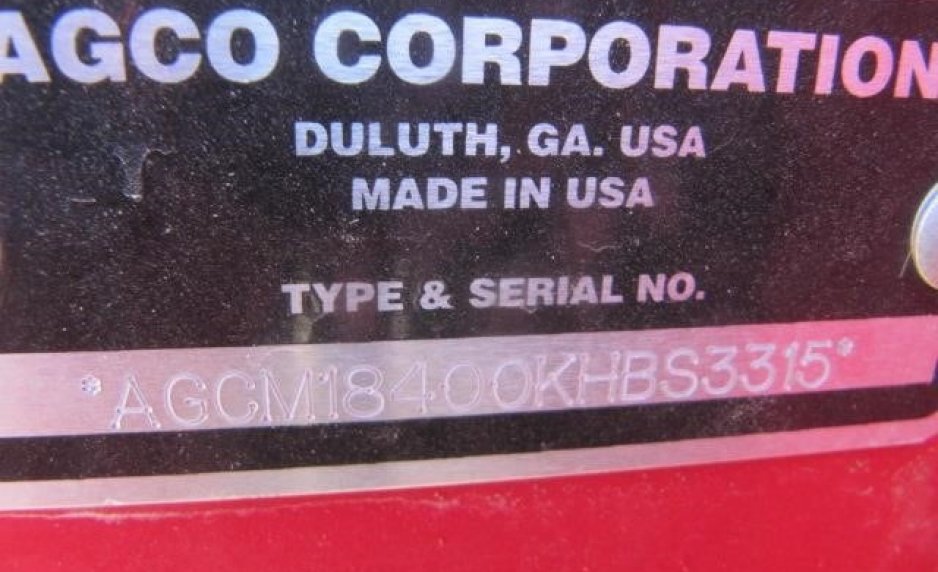 AGCO CORPORATION
DULUTH, GA. USA
MADE IN USA
TYPE & SERIAL NO.
*AGCM18400KHBS3315*